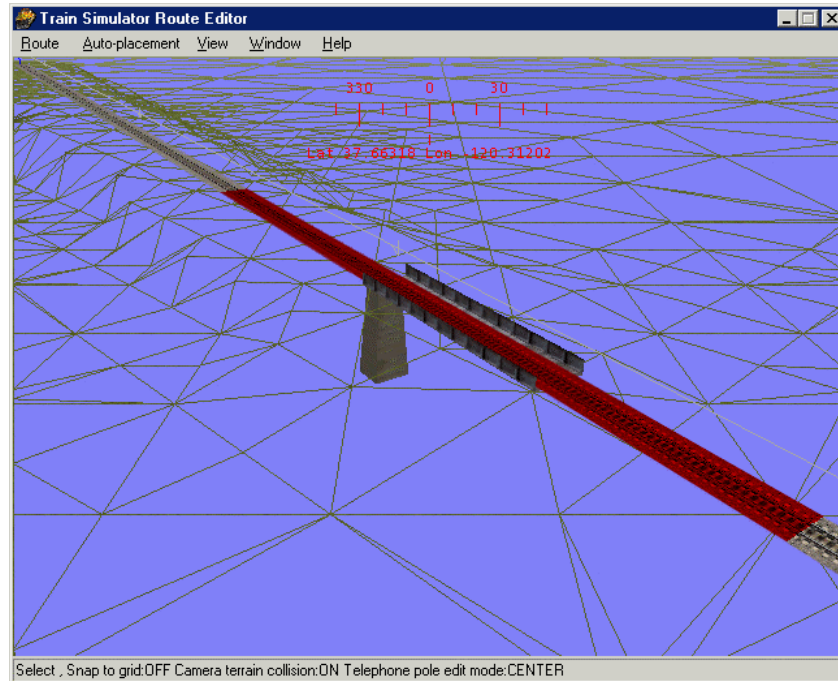 Train Simulator Route Editor
Route Auto-placement View Window Help
330 0 30
Lat 37.66318 Lon -120.31202
Select , Snap to grid:OFF Camera terrain collision:ON Telephone pole edit mode:CENTER